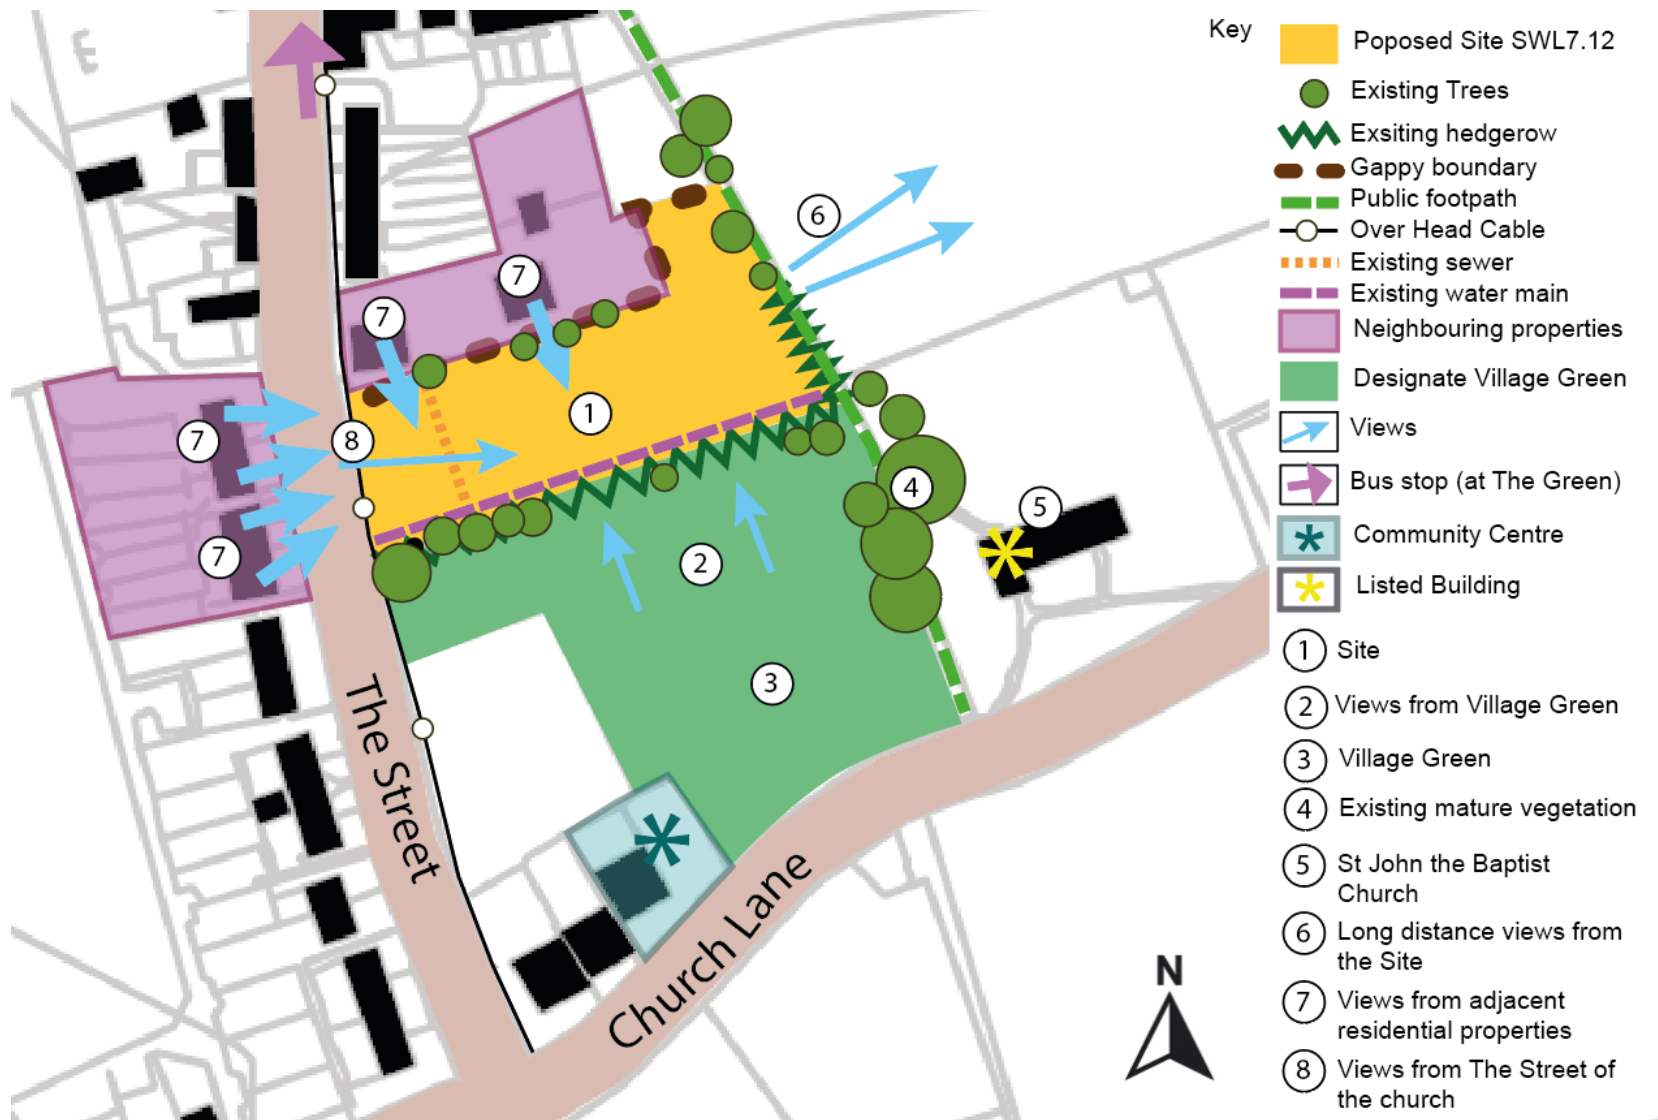 Key
Poposed Site SWL7.12
Existing Trees
Exsiting hedgerow
Gappy boundary
Public footpath
Over Head Cable
Existing sewer
Existing water main
Neighbouring properties
Designate Village Green
Views
Bus stop (at The Green)
Community Centre
Listed Building
1 Site
2 Views from Village Green
3 Village Green
4 Existing mature vegetation
5 St John the Baptist
Church
6 Long distance views from
the Site
7 Views from adjacent
residential properties
8 Views from The Street of
the church
6
7
7
1
7
8
4
5
7
2
3
The Street
Church Lane
N